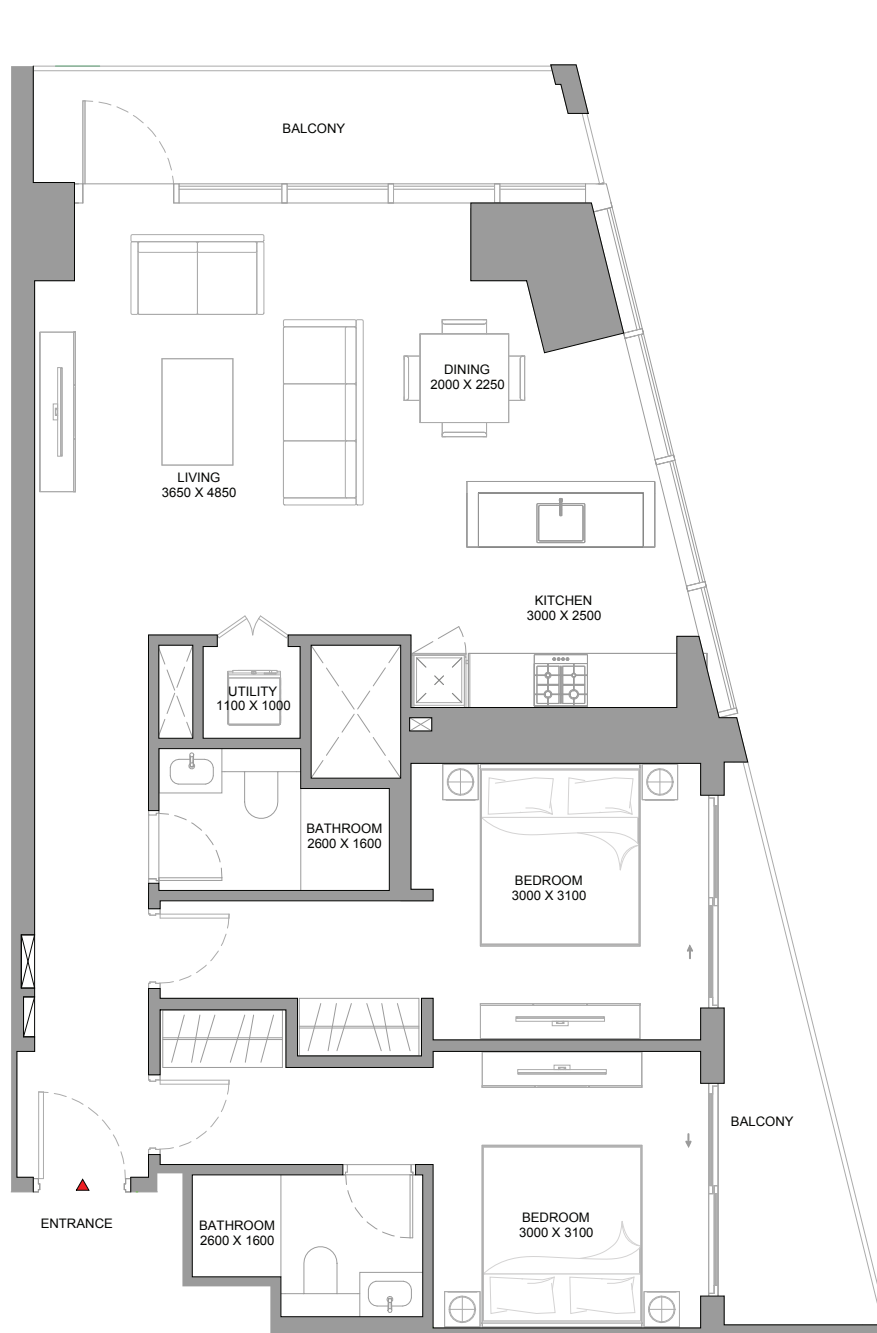 BALCONY
DINING
2000 X 2250
LIVING
3650 X 4850
KITCHEN
3000 X 2500
UTILITY
1100 X 1000
BATHROOM
2600 X 1600
BEDROOM
3000 X 3100
BALCONY
ENTRANCE
BATHROOM
2600 X 1600
BEDROOM
3000 X 3100